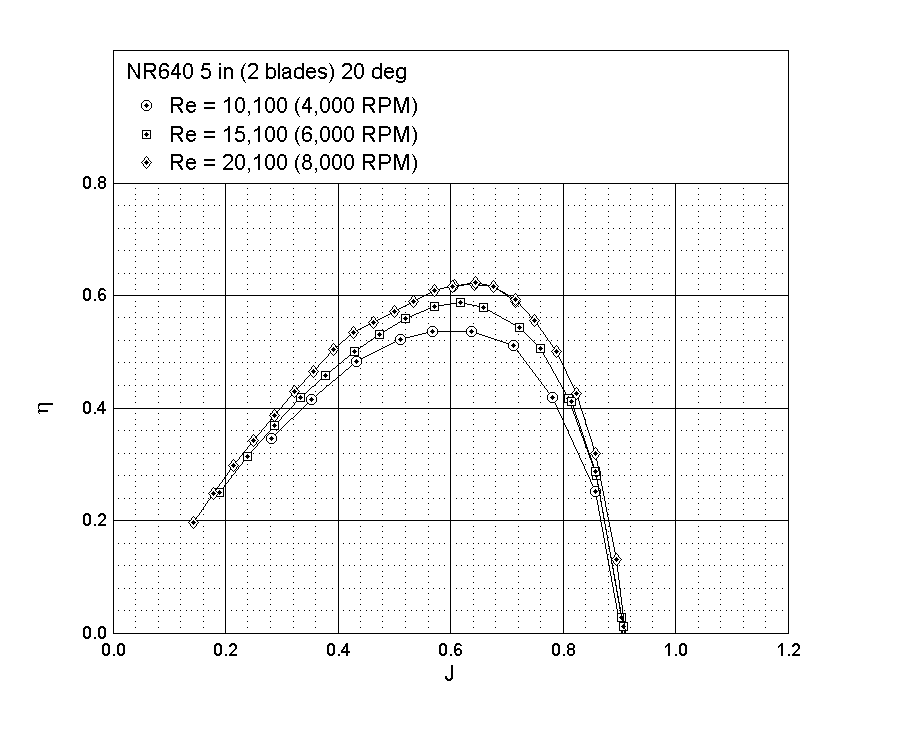 NR640 5 in (2 blades) 20 deg
Re = 10,100 (4,000 RPM)
Re = 15,100 (6,000 RPM)
Re = 20,100 (8,000 RPM)
0.8
0.6
0.4
η
0.2
0.0
0.0 0.2 0.4 0.6 0.8 1.0 1.2
J